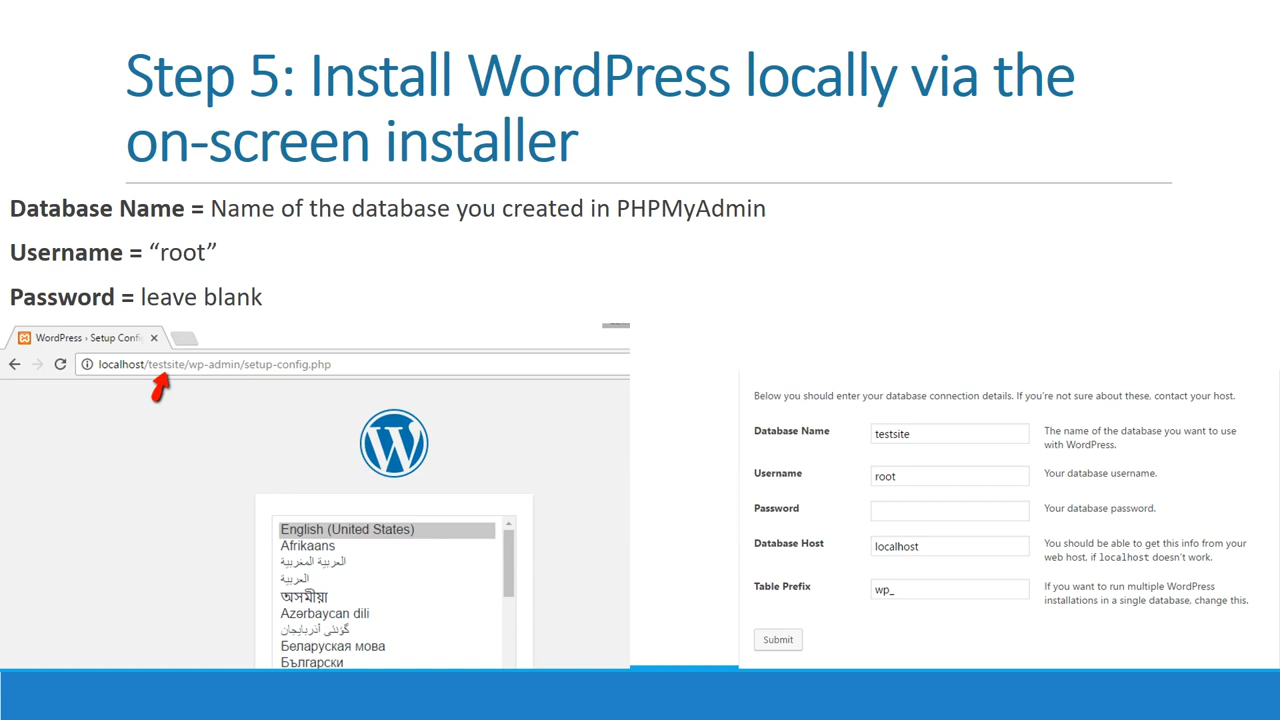 Step 5: Install WordPress locally via the
on-screen installer
Database Name = Name of the database you created in PHPMyAdmin
Username = “root”
Password = leave blank
WordPress › Setup Config
localhost/testsite/wp-admin/setup-config.php
English (United States)
Afrikaans
العربية المغربية
العربية
অসমীয়া
Azərbaycan dili
گؤنئی آذربایجان
Беларуская мова
Български
Below you should enter your database connection details. If you’re not sure about these, contact your host.
Database Name
testsite
The name of the database you want to use
with WordPress.
Username
root
Your database username.
Password
Your database password.
Database Host
localhost
You should be able to get this info from your
web host, if localhost doesn’t work.
Table Prefix
wp_
If you want to run multiple WordPress
installations in a single database, change this.
Submit